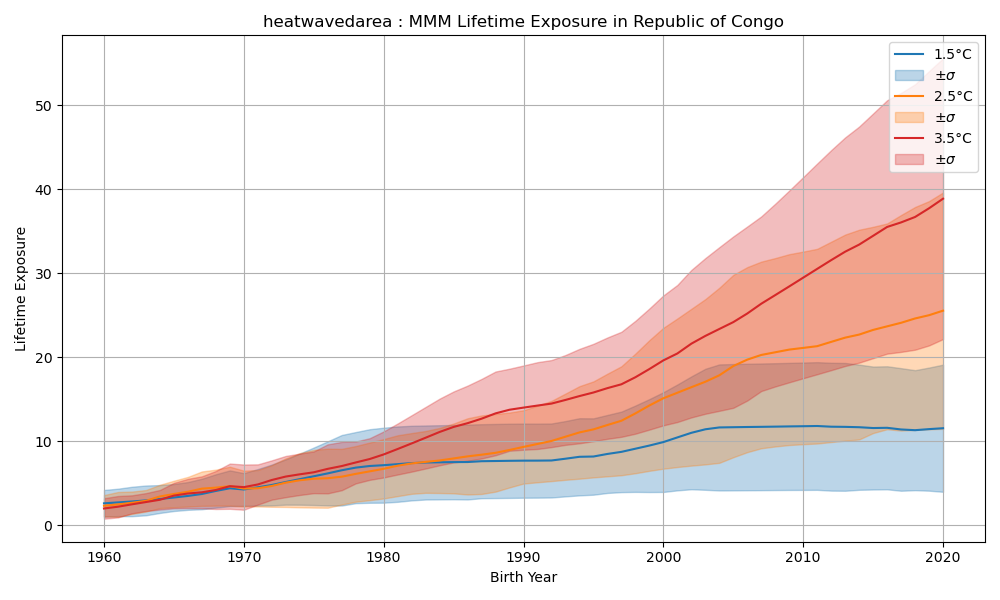 heatwavedarea : MMM Lifetime Exposure in Republic of Congo
Lifetime Exposure
50
40
30
20
10
0
1960
1970
1980
1990
2000
2010
2020
Birth Year
1.5°C
±σ
2.5°C
±σ
3.5°C
±σ